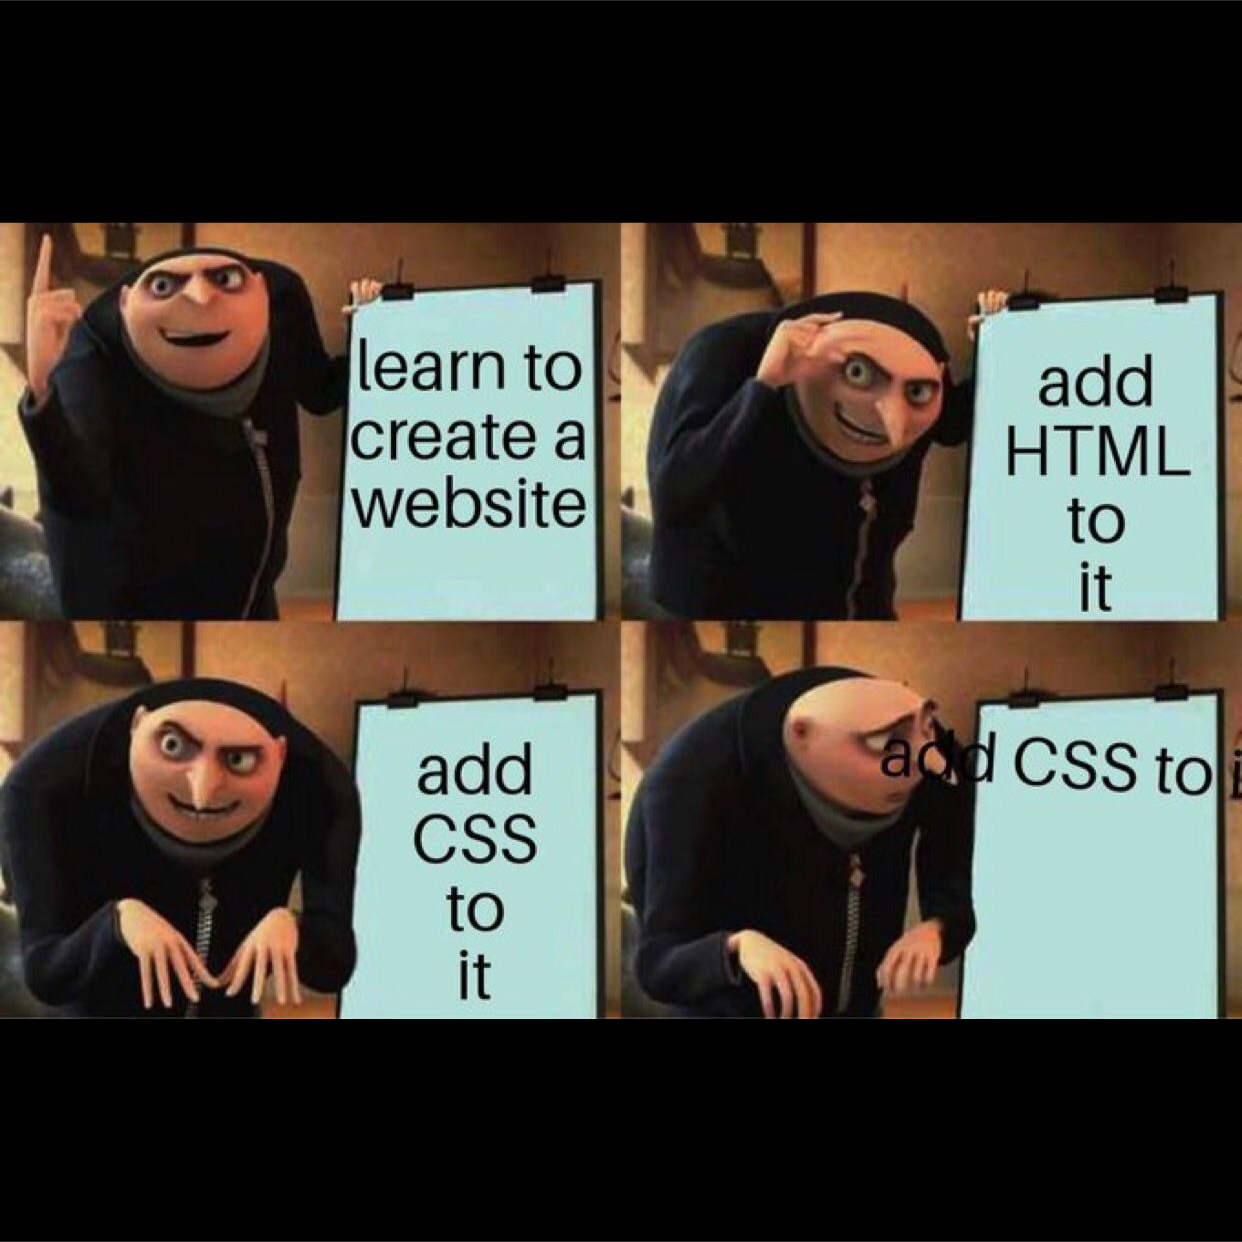 learn to
create a
website
add
HTML
to
it
add
CSS
to
it
add CSS to i